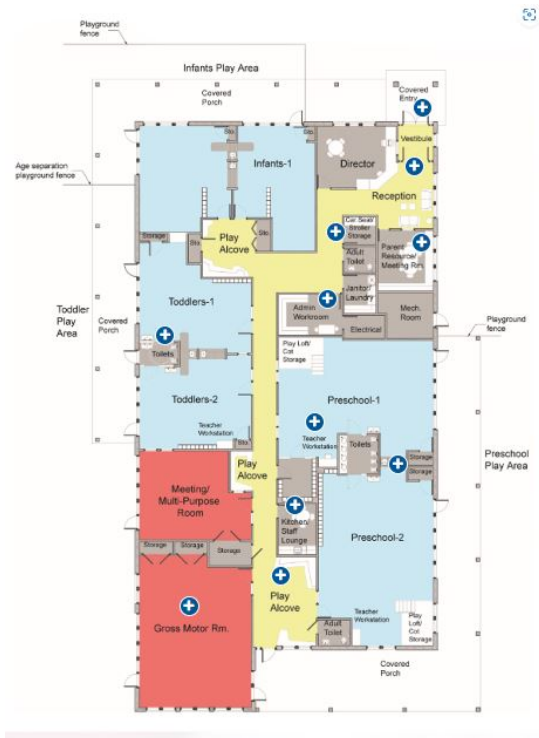 Playground
fence
Infants Play Area
Covered
Porch
Covered
Entry
Sto
Sto
Vestibule
Infants-1
Director
Age separation
playground fence
Reception
Sto
Car Seat/
Stroller
Storage
Storage
Sto
Play
Alcove
Adult
Toilet
Parent
Resource/
Meeting Rm.
Toddlers-1
Janitor/
Laundry
Toddler
Play
Area
Covered
Porch
Admin
Workroom
Mech.
Room
Electrical
Playground
fence
Toilets
Play Loft/
Cot
Storage
Toddlers-2
Preschool-1
Teacher
Workstation
Sto
Teacher
Workstation
Toilets
Play
Alcove
Storage
Storage
Preschool
Play Area
Meeting/
Multi-Purpose
Room
Kitchen/
Staff
Lounge
Preschool-2
Storage
Storage
Storage
Play
Alcove
Gross Motor Rm.
Teacher
Workstation
Play
Loft/
Cot
Storage
Adult
Toilet
Covered
Porch